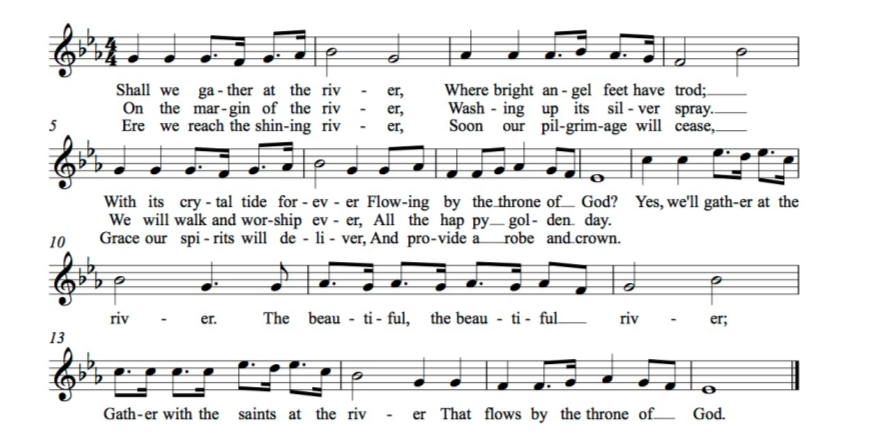 4
4
Shall we ga - ther at the riv - er, Where bright an - gel feet have trod;
On the mar - gin of the riv - er, Wash - ing up its sil - ver spray.
Ere we reach the shin - ing riv - er, Soon our pil - grim - age will cease,
5
With its cry - tal tide for - ev - er Flow - ing by the throne of God? Yes, we'll gath - er at the
We will walk and wor - ship ev - er, All the hap py gol - den day.
Grace our spi - rits will de - li - ver, And pro - vide a robe and crown.
10
riv - er. The beau - ti - ful, the beau - ti - ful riv - er;
13
Gath - er with the saints at the riv - er That flows by the throne of God.